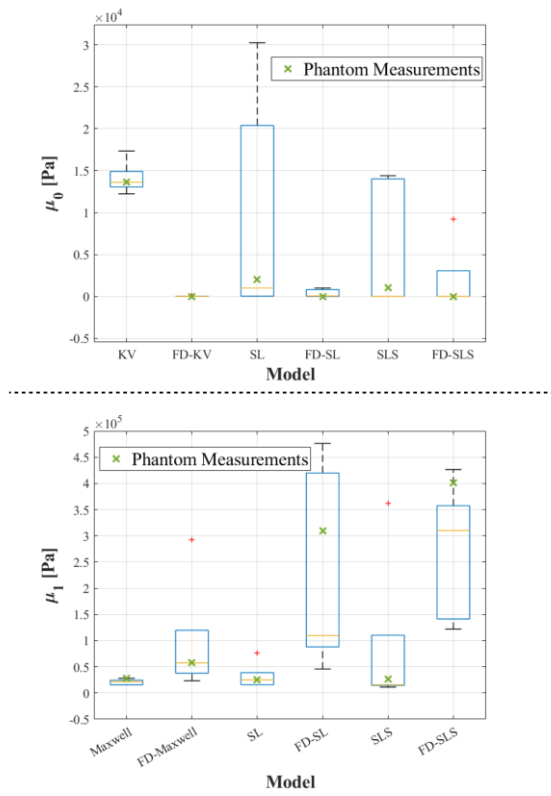 ×10⁴
3.5
3
2.5
2
1.5
1
0.5
0
-0.5
μ₀ [Pa]
Phantom Measurements
KV FD-KV SL FD-SL SLS FD-SLS
Model
×10⁵
5
4.5
4
3.5
3
2.5
2
1.5
1
0.5
0
-0.5
μ₁ [Pa]
Phantom Measurements
Maxwell FD-Maxwell SL FD-SL SLS FD-SLS
Model